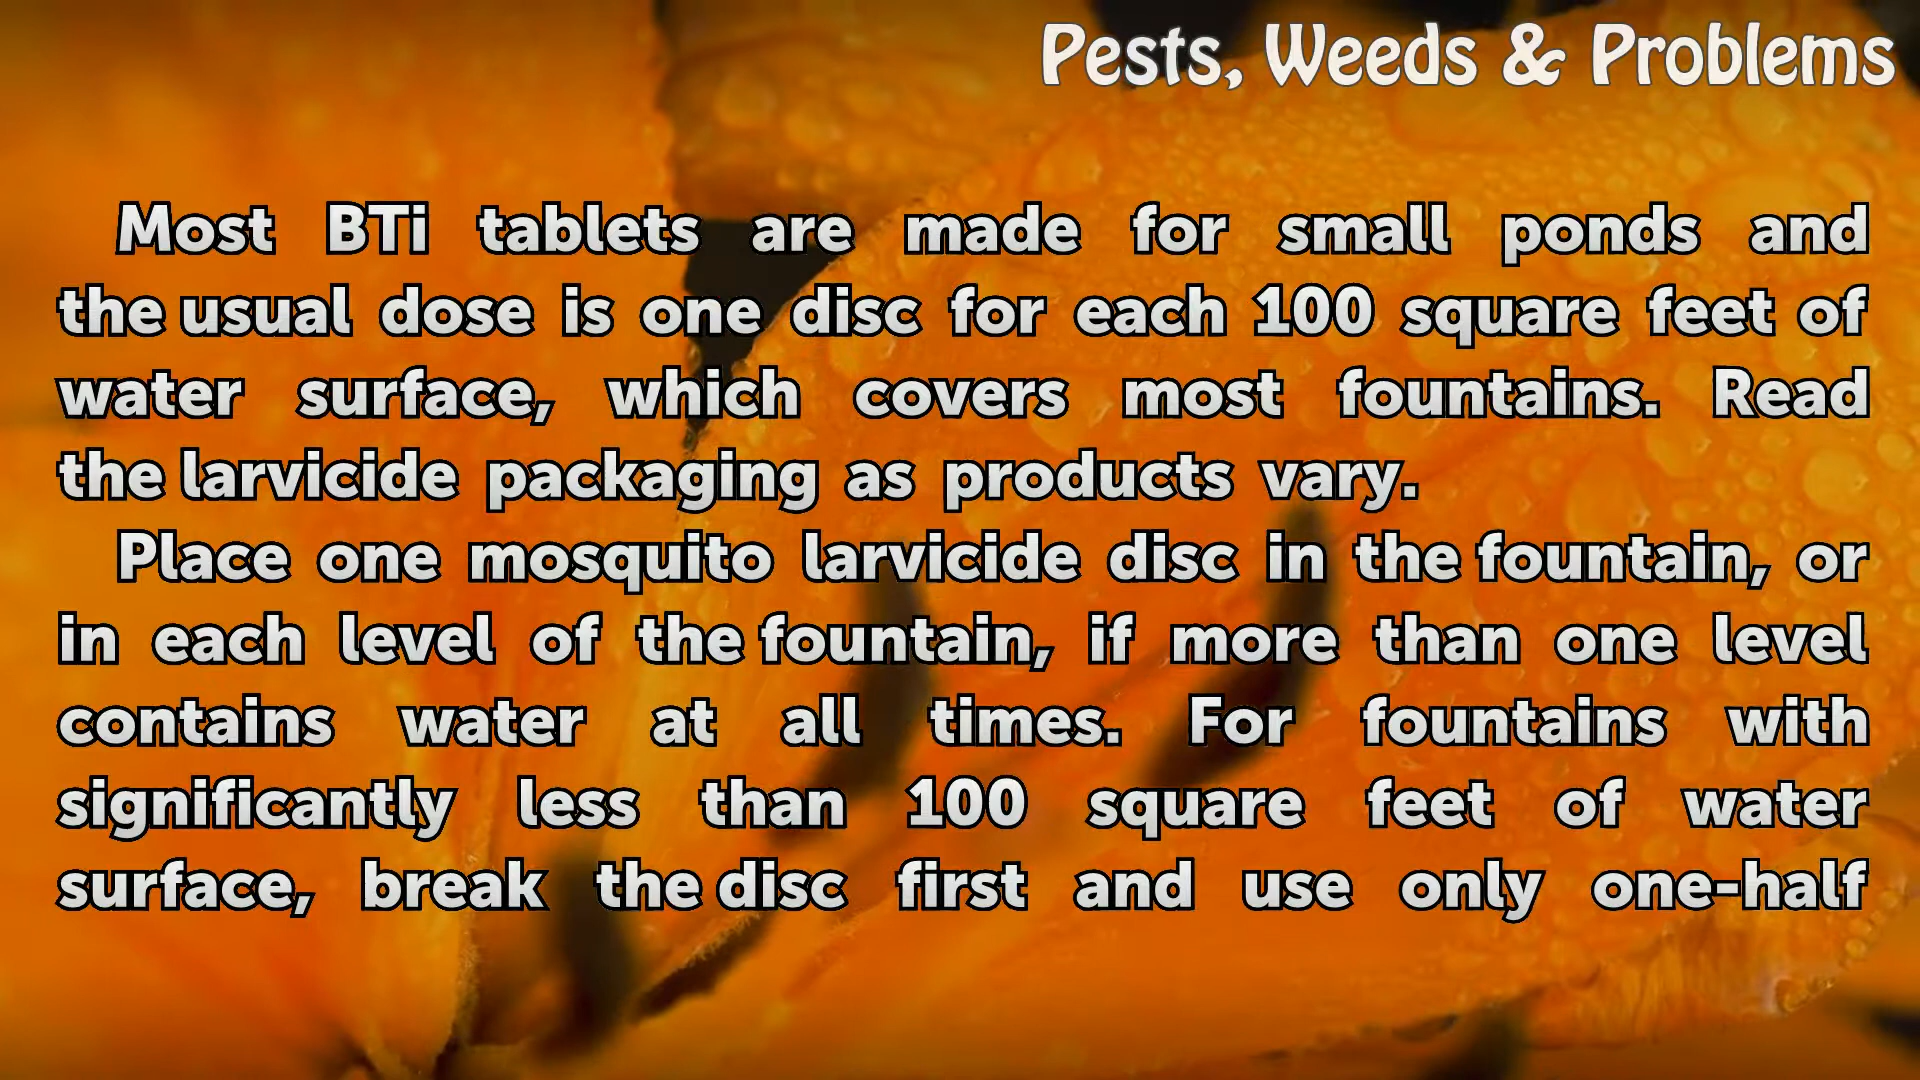 Pests, Weeds & Problems
Most BTi tablets are made for small ponds and
the usual dose is one disc for each 100 square feet of
water surface, which covers most fountains. Read
the larvicide packaging as products vary.
Place one mosquito larvicide disc in the fountain, or
in each level of the fountain, if more than one level
contains water at all times. For fountains with
significantly less than 100 square feet of water
surface, break the disc first and use only one-half